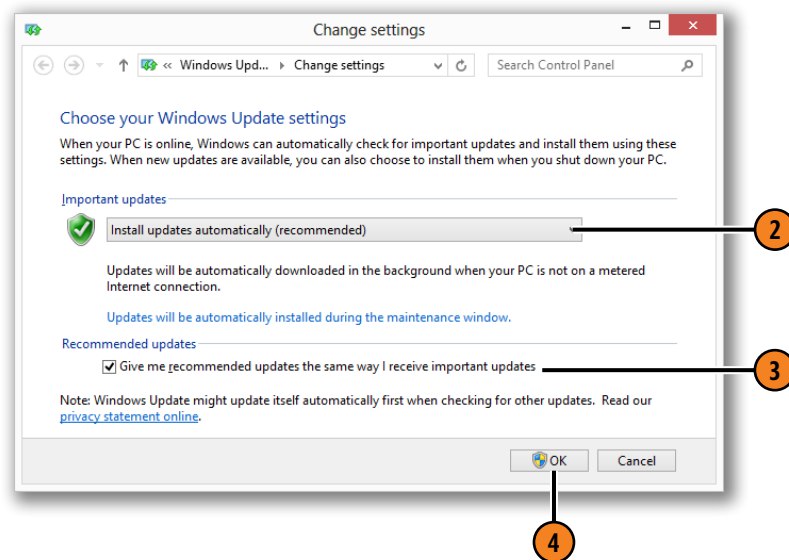 Change settings
« Windows Upd... Change settings
Search Control Panel
Choose your Windows Update settings
When your PC is online, Windows can automatically check for important updates and install them using these
settings. When new updates are available, you can also choose to install them when you shut down your PC.
Important updates
Install updates automatically (recommended)
2
Updates will be automatically downloaded in the background when your PC is not on a metered
Internet connection.
Updates will be automatically installed during the maintenance window.
Recommended updates
Give me recommended updates the same way I receive important updates
3
Note: Windows Update might update itself automatically first when checking for other updates. Read our
privacy statement online.
OK
Cancel
4